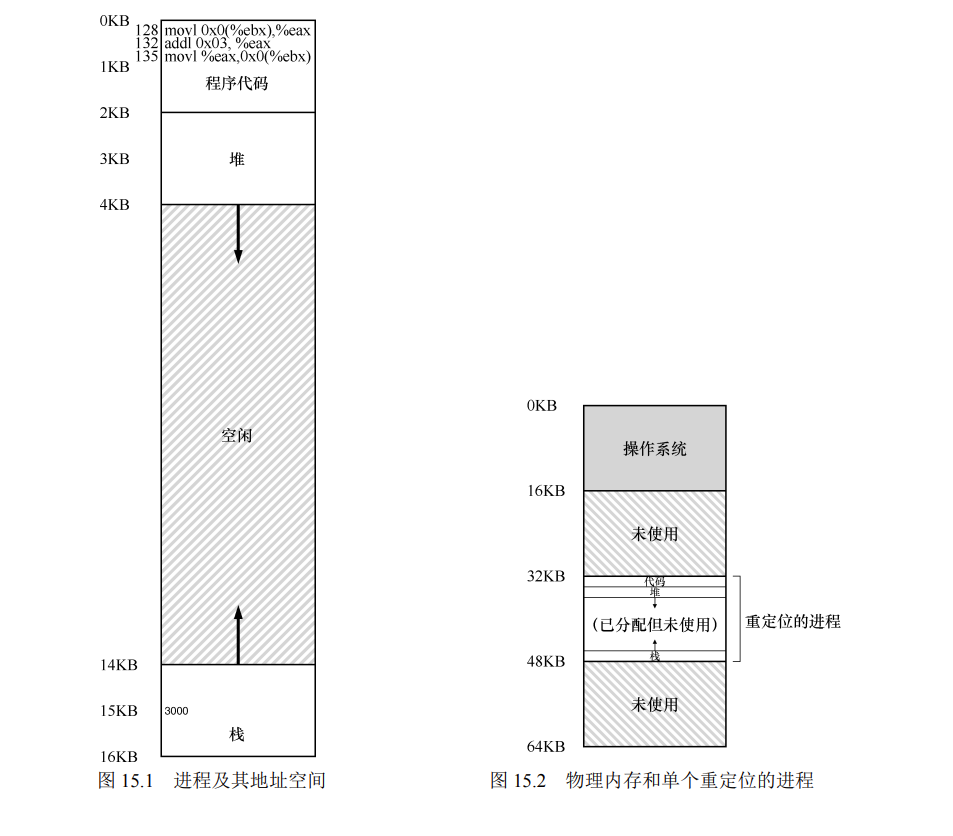 0KB
128 movl 0x0(%ebx),%eax
132 addl 0x03, %eax
135 movl %eax,0x0(%ebx)
1KB
程序代码
2KB
3KB
堆
4KB
空闲
14KB
15KB
3000
栈
16KB
图 15.1 进程及其地址空间
0KB
操作系统
16KB
未使用
32KB
代码
堆
(已分配但未使用)
重定位的进程
栈
48KB
未使用
64KB
图 15.2 物理内存和单个重定位的进程